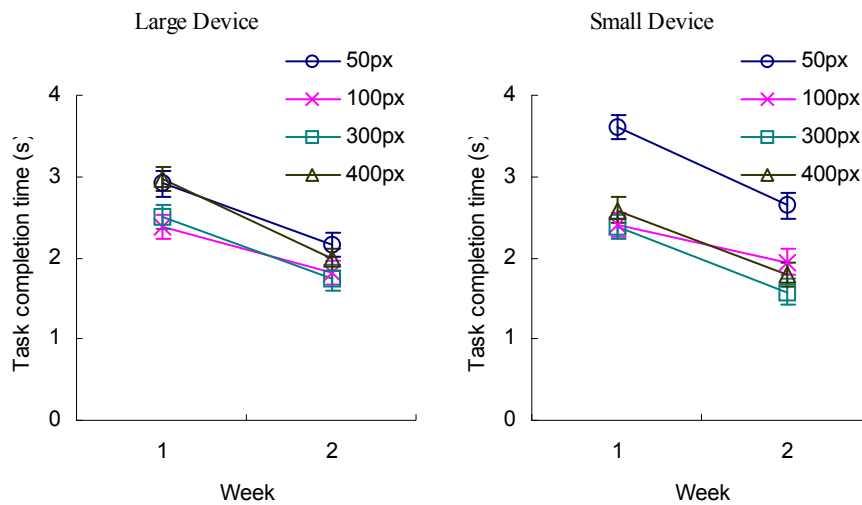 Large Device
50px
100px
300px
400px
4
3
2
1
0
Task completion time (s)
1 2
Week
Small Device
50px
100px
300px
400px
4
3
2
1
0
Task completion time (s)
1 2
Week